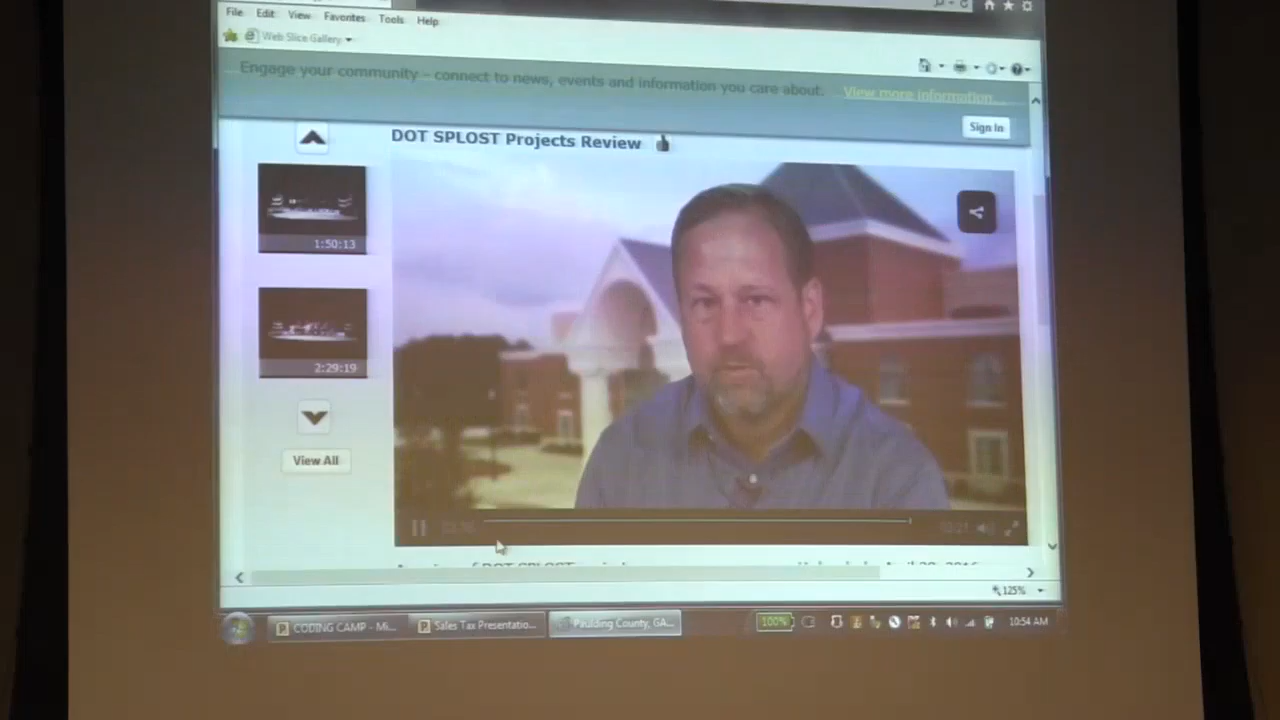 File Edit View Favorites Tools Help
Web Slice Gallery
Engage your community - connect to news, events and information you care about. View more information...
Sign In
DOT SPLOST Projects Review
1:50:13
2:29:19
View All
125%
CODING CAMP - Mi...
Sales Tax Presentatio...
Paulding County, GA...
100%
10:54 AM